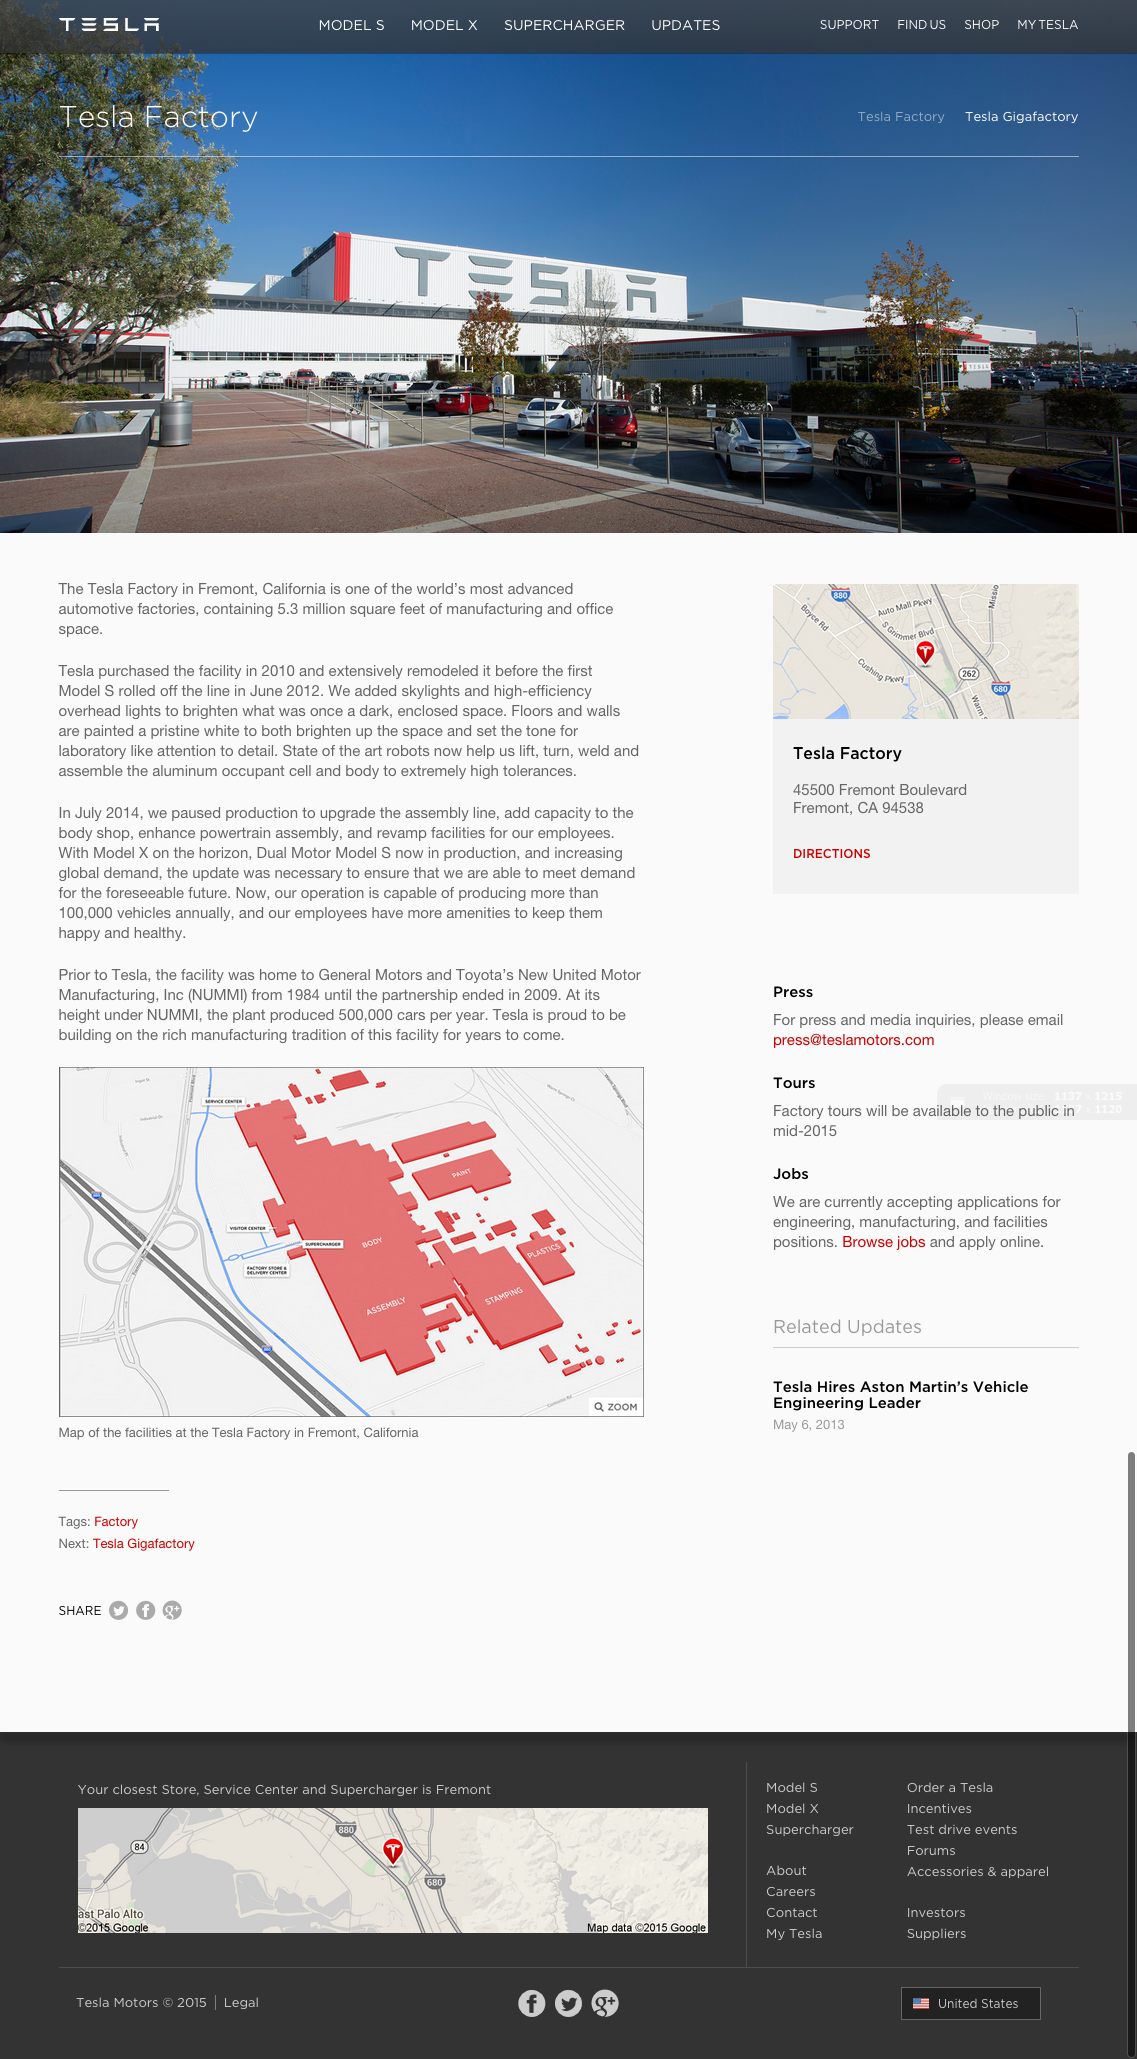 TESLA
MODEL S MODEL X SUPERCHARGER UPDATES
SUPPORT FIND US SHOP MY TESLA
Tesla Factory
Tesla Factory Tesla Gigafactory
TESLA
TESLA
The Tesla Factory in Fremont, California is one of the world’s most advanced
automotive factories, containing 5.3 million square feet of manufacturing and office
space.
Tesla purchased the facility in 2010 and extensively remodeled it before the first
Model S rolled off the line in June 2012. We added skylights and high-efficiency
overhead lights to brighten what was once a dark, enclosed space. Floors and walls
are painted a pristine white to both brighten up the space and set the tone for
laboratory like attention to detail. State of the art robots now help us lift, turn, weld and
assemble the aluminum occupant cell and body to extremely high tolerances.
In July 2014, we paused production to upgrade the assembly line, add capacity to the
body shop, enhance powertrain assembly, and revamp facilities for our employees.
With Model X on the horizon, Dual Motor Model S now in production, and increasing
global demand, the update was necessary to ensure that we are able to meet demand
for the foreseeable future. Now, our operation is capable of producing more than
100,000 vehicles annually, and our employees have more amenities to keep them
happy and healthy.
Prior to Tesla, the facility was home to General Motors and Toyota’s New United Motor
Manufacturing, Inc (NUMMI) from 1984 until the partnership ended in 2009. At its
height under NUMMI, the plant produced 500,000 cars per year. Tesla is proud to be
building on the rich manufacturing tradition of this facility for years to come.
SERVICE CENTER
PAINT
VISITOR CENTER
SUPERCHARGER
BODY
PLASTICS
FACTORY STORE &
DELIVERY CENTER
STAMPING
ASSEMBLY
ZOOM
Map of the facilities at the Tesla Factory in Fremont, California
Tags: Factory
Next: Tesla Gigafactory
SHARE
880
Auto Mall Pkwy
Missio
Boyce Rd
S Grimmer Blvd
Cushing Pkwy
262
680
Warm S
Tesla Factory
45500 Fremont Boulevard
Fremont, CA 94538
DIRECTIONS
Press
For press and media inquiries, please email
press@teslamotors.com
Tours
Window size: 1137 x 1215
7 x 1120
Factory tours will be available to the public in
mid-2015
Jobs
We are currently accepting applications for
engineering, manufacturing, and facilities
positions. Browse jobs and apply online.
Related Updates
Tesla Hires Aston Martin’s Vehicle
Engineering Leader
May 6, 2013
Your closest Store, Service Center and Supercharger is Fremont
84
880
680
ast Palo Alto
©2015 Google
Map data ©2015 Google
Model S
Model X
Supercharger
About
Careers
Contact
My Tesla
Order a Tesla
Incentives
Test drive events
Forums
Accessories & apparel
Investors
Suppliers
Tesla Motors © 2015 | Legal
United States